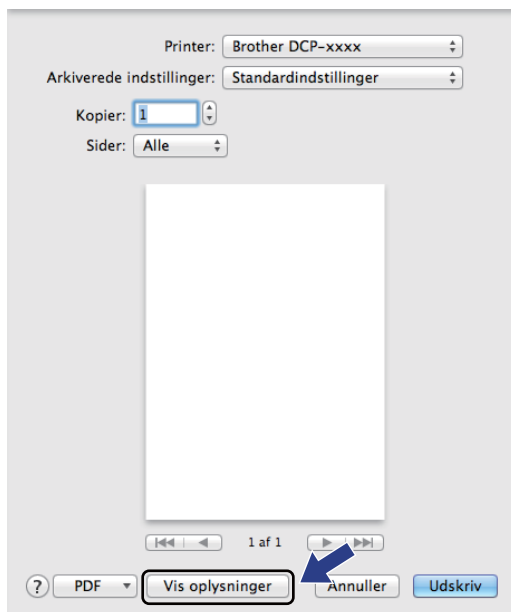 Printer: Brother DCP-xxxx
Arkiverede indstillinger: Standardindstillinger
Kopier: 1
Sider: Alle
1 af 1
? PDF Vis oplysninger Annuller Udskriv